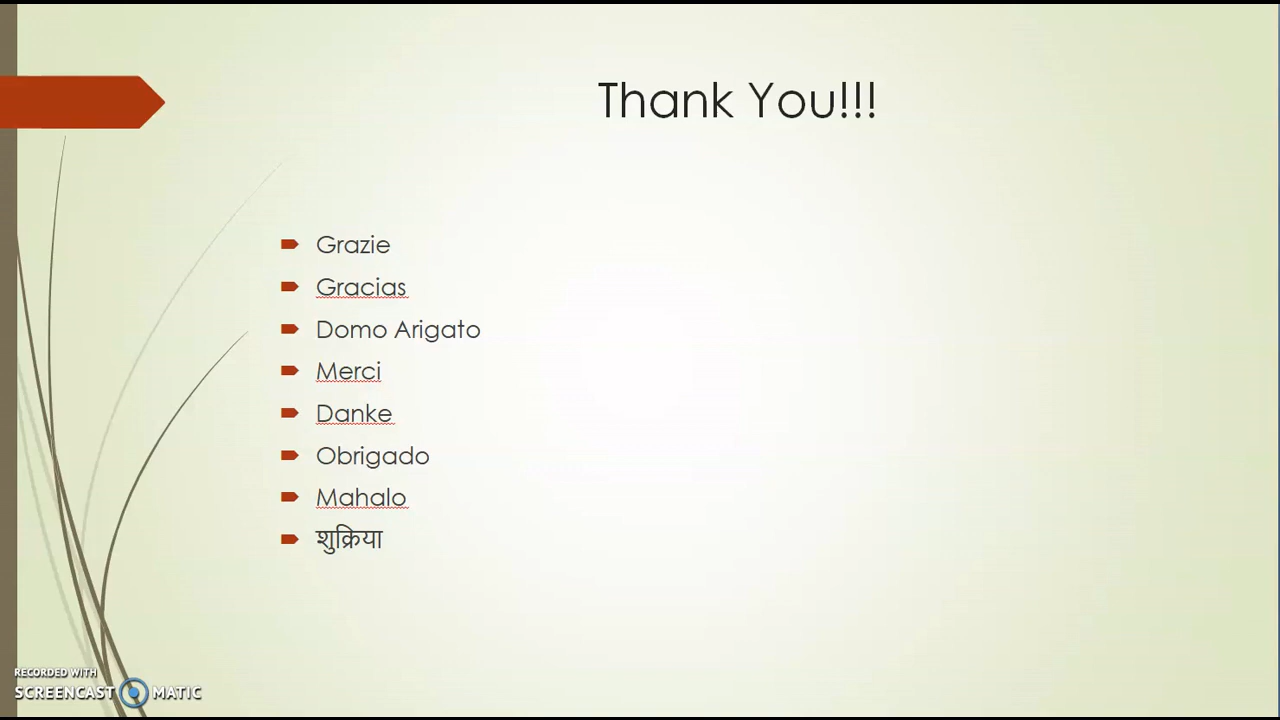 Thank You!!!
Grazie
Gracias
Domo Arigato
Merci
Danke
Obrigado
Mahalo
शुक्रिया
RECORDED WITH
SCREENCAST MATIC